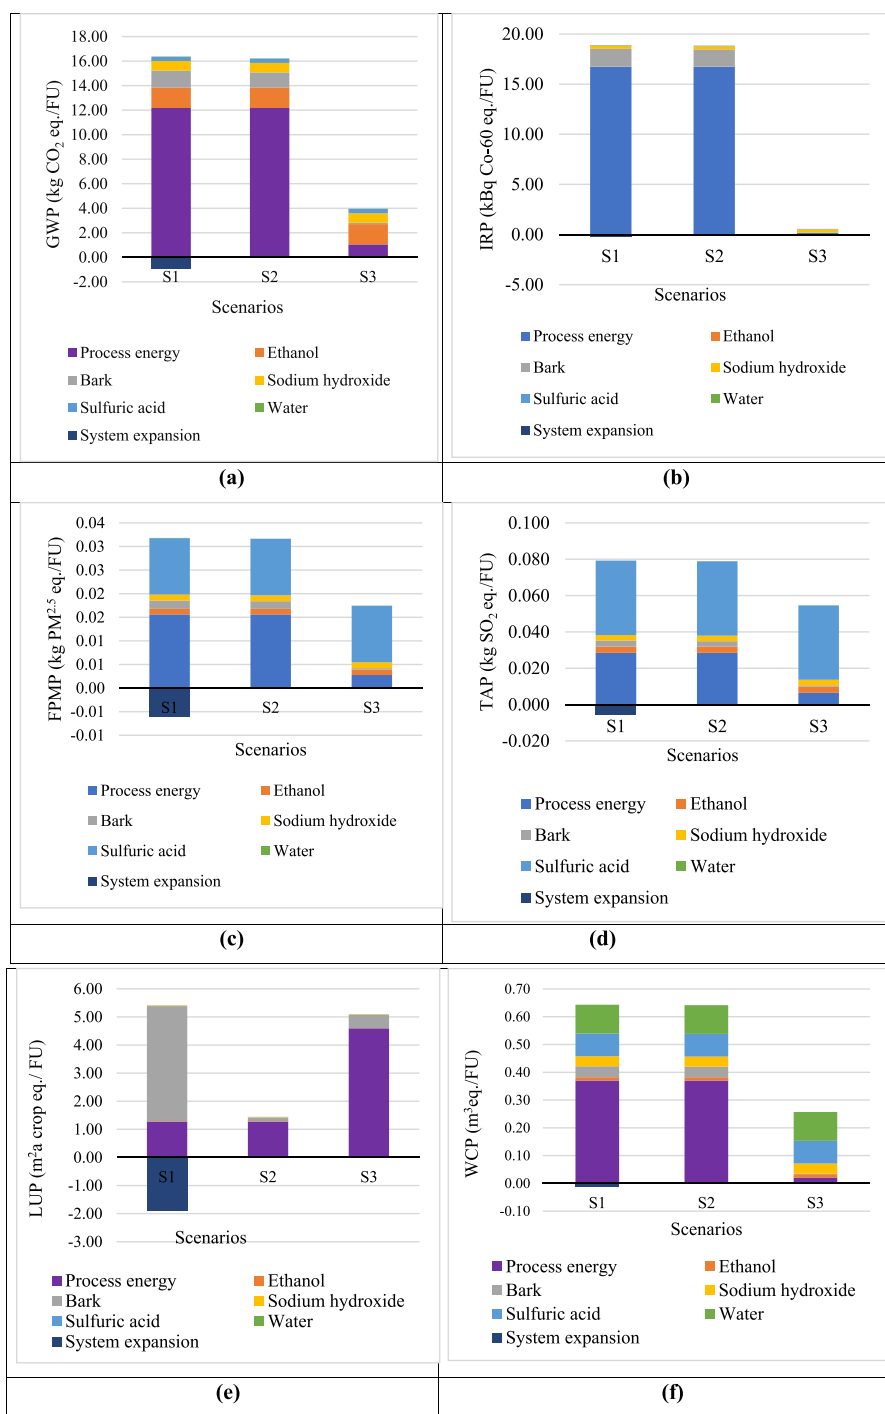 18.00
16.00
14.00
12.00
10.00
8.00
6.00
4.00
2.00
0.00
-2.00
GWP (kg CO2 eq./FU)
S1 S2 S3
Scenarios
Process energy Ethanol
Bark Sodium hydroxide
Sulfuric acid Water
System expansion
(a)
20.00
15.00
10.00
5.00
0.00
-5.00
IRP (kBq Co-60 eq./FU)
S1 S2 S3
Scenarios
Process energy Ethanol
Bark Sodium hydroxide
Sulfuric acid Water
System expansion
(b)
0.04
0.03
0.03
0.02
0.02
0.01
0.01
0.00
-0.01
-0.01
FPMP (kg PM2.5 eq./FU)
S1 S2 S3
Scenarios
Process energy Ethanol
Bark Sodium hydroxide
Sulfuric acid Water
System expansion
(c)
0.100
0.080
0.060
0.040
0.020
0.000
-0.020
TAP (kg SO2 eq./FU)
S1 S2 S3
Scenarios
Process energy Ethanol
Bark Sodium hydroxide
Sulfuric acid Water
System expansion
(d)
6.00
5.00
4.00
3.00
2.00
1.00
0.00
-1.00
-2.00
-3.00
LUP (m2a crop eq./ FU)
S1 S2 S3
Scenarios
Process energy Ethanol
Bark Sodium hydroxide
Sulfuric acid Water
System expansion
(e)
0.70
0.60
0.50
0.40
0.30
0.20
0.10
0.00
-0.10
WCP (m3eq./FU)
S1 S2 S3
Scenarios
Process energy Ethanol
Bark Sodium hydroxide
Sulfuric acid Water
System expansion
(f)